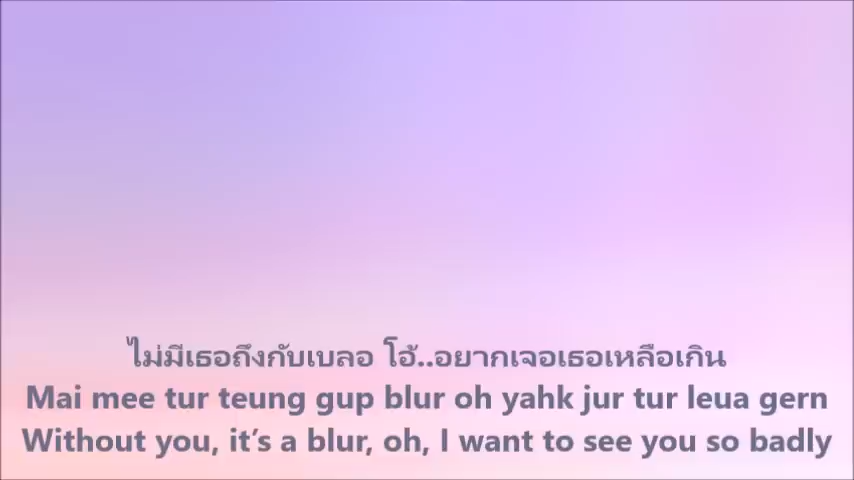 ไม่มีเธอถึงกับเบลอ โอ้..อยากเจอเธอเหลือเกิน
Mai mee tur teung gup blur oh yahk jur tur leua gern
Without you, it’s a blur, oh, I want to see you so badly